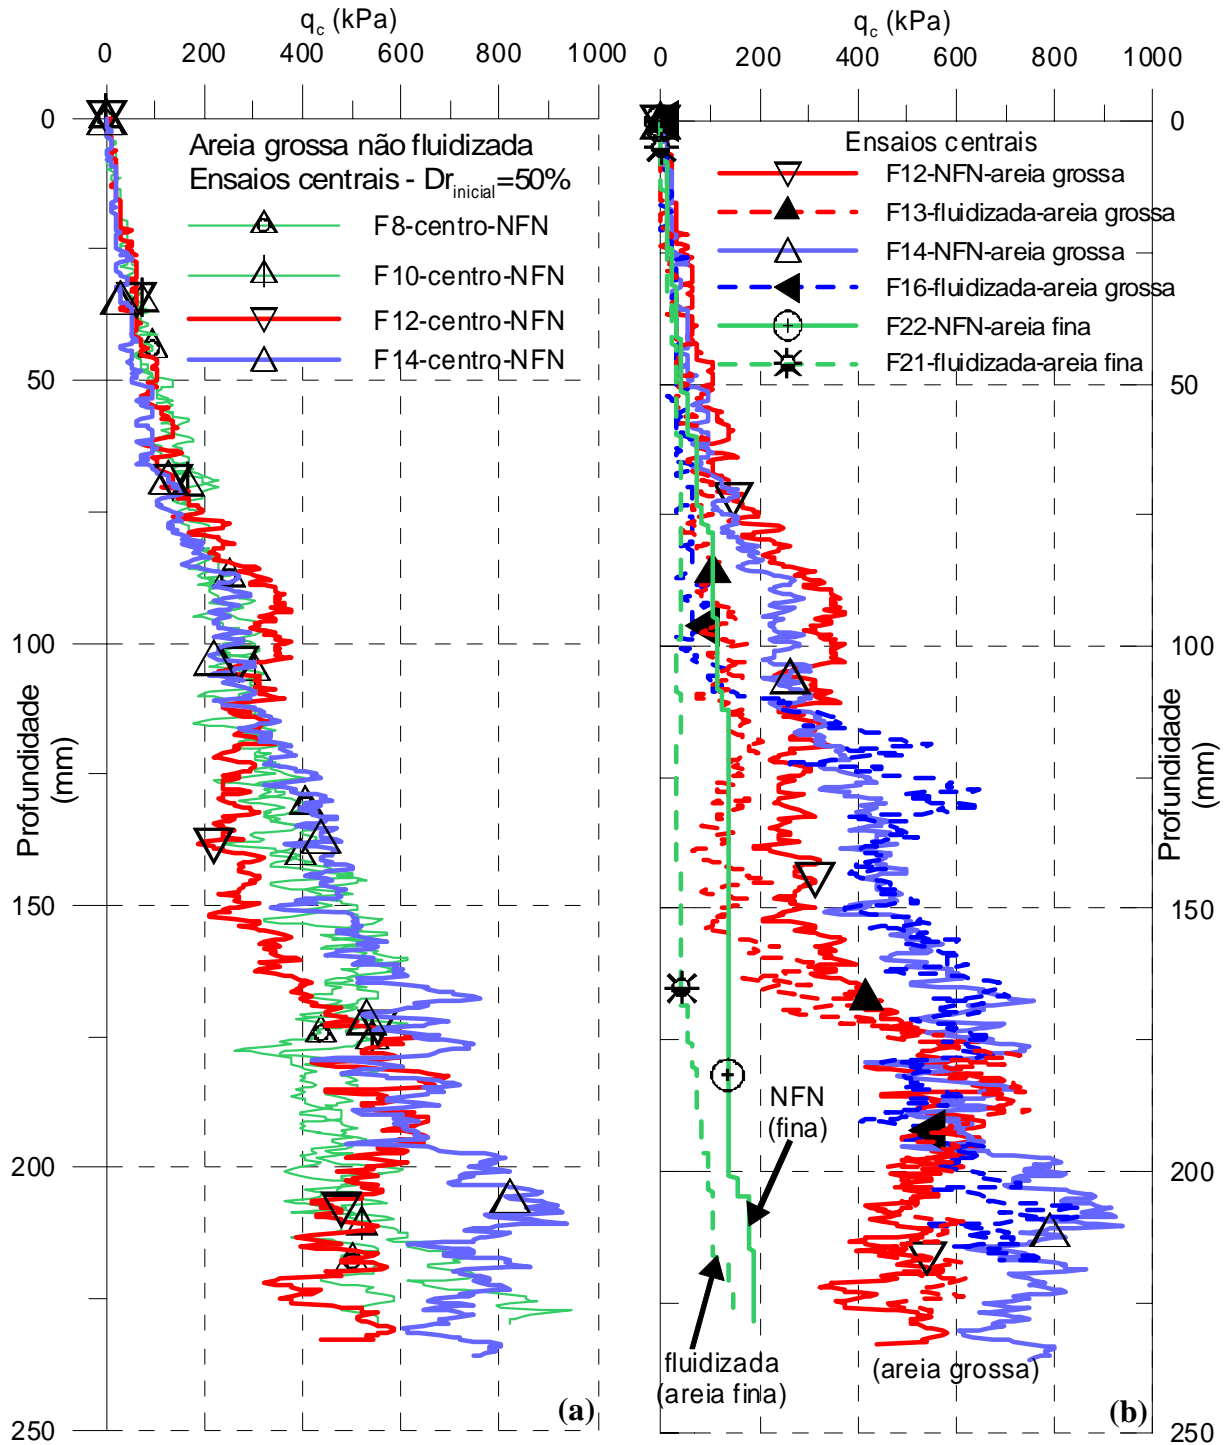 q_c (kPa)
0 200 400 600 800 1000
0
50
100
150
200
250
Profundidade
(mm)
Areia grossa não fluidizada
Ensaios centrais - Dr_inicial=50%
F8-centro-NFN
F10-centro-NFN
F12-centro-NFN
F14-centro-NFN
(a)
q_c (kPa)
0 200 400 600 800 1000
0
50
100
150
200
250
Profundidade
(mm)
Ensaios centrais
F12-NFN-areia grossa
F13-fluidizada-areia grossa
F14-NFN-areia grossa
F16-fluidizada-areia grossa
F22-NFN-areia fina
F21-fluidizada-areia fina
NFN
(fina)
fluidizada
(areia fina)
(areia grossa)
(b)